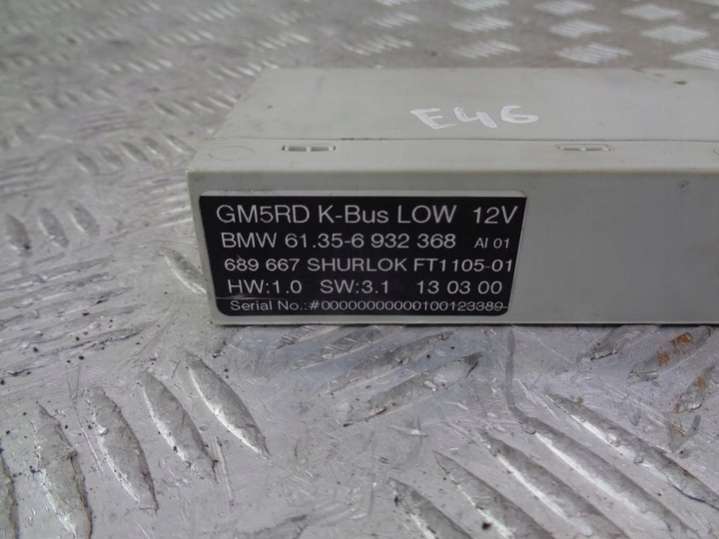 E46
GM5RD K-Bus LOW 12V
BMW 61.35-6 932 368 AI 01
689 667 SHURLOK FT1105-01
HW:1.0 SW:3.1 13 03 00
Serial No.:#00000000000100123389